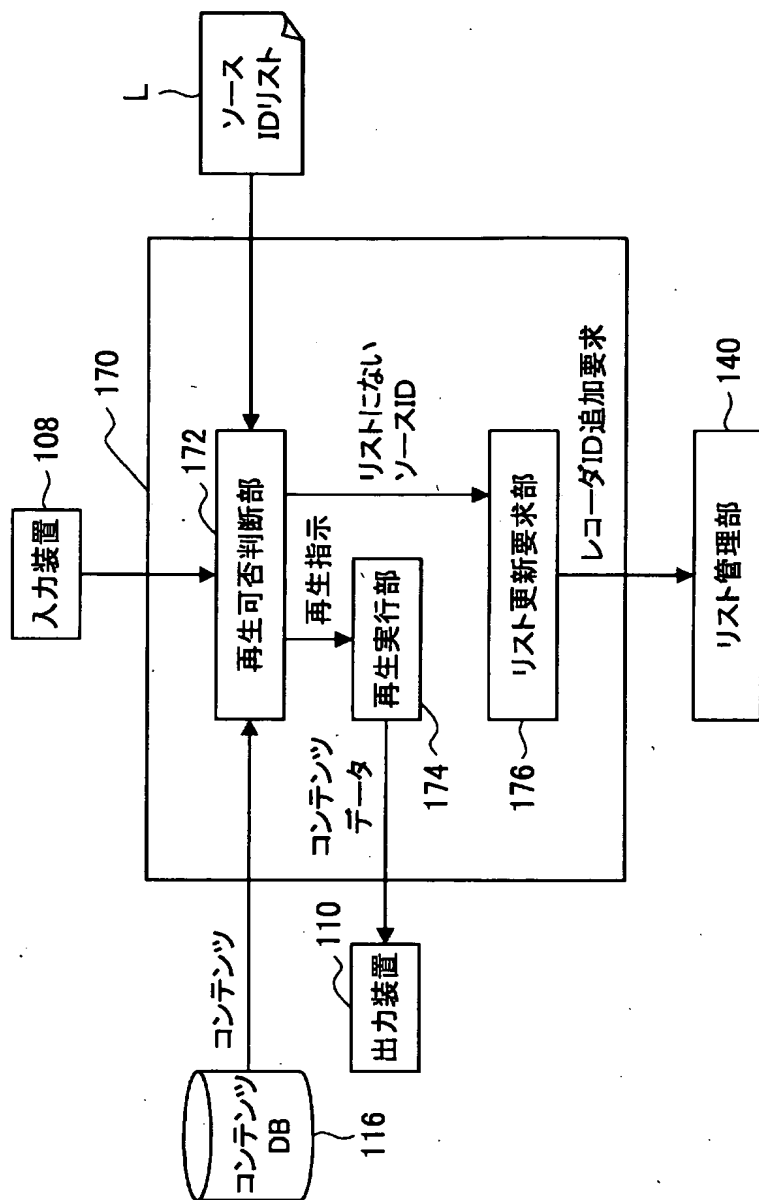 入力装置
108
170
L
ソース
IDリスト
再生可否判断部
172
コンテンツ
コンテンツ
DB
116
再生指示
リストにない
ソースID
再生実行部
174
コンテンツ
データ
110
出力装置
リスト更新要求部
176
レコーダID追加要求
140
リスト管理部